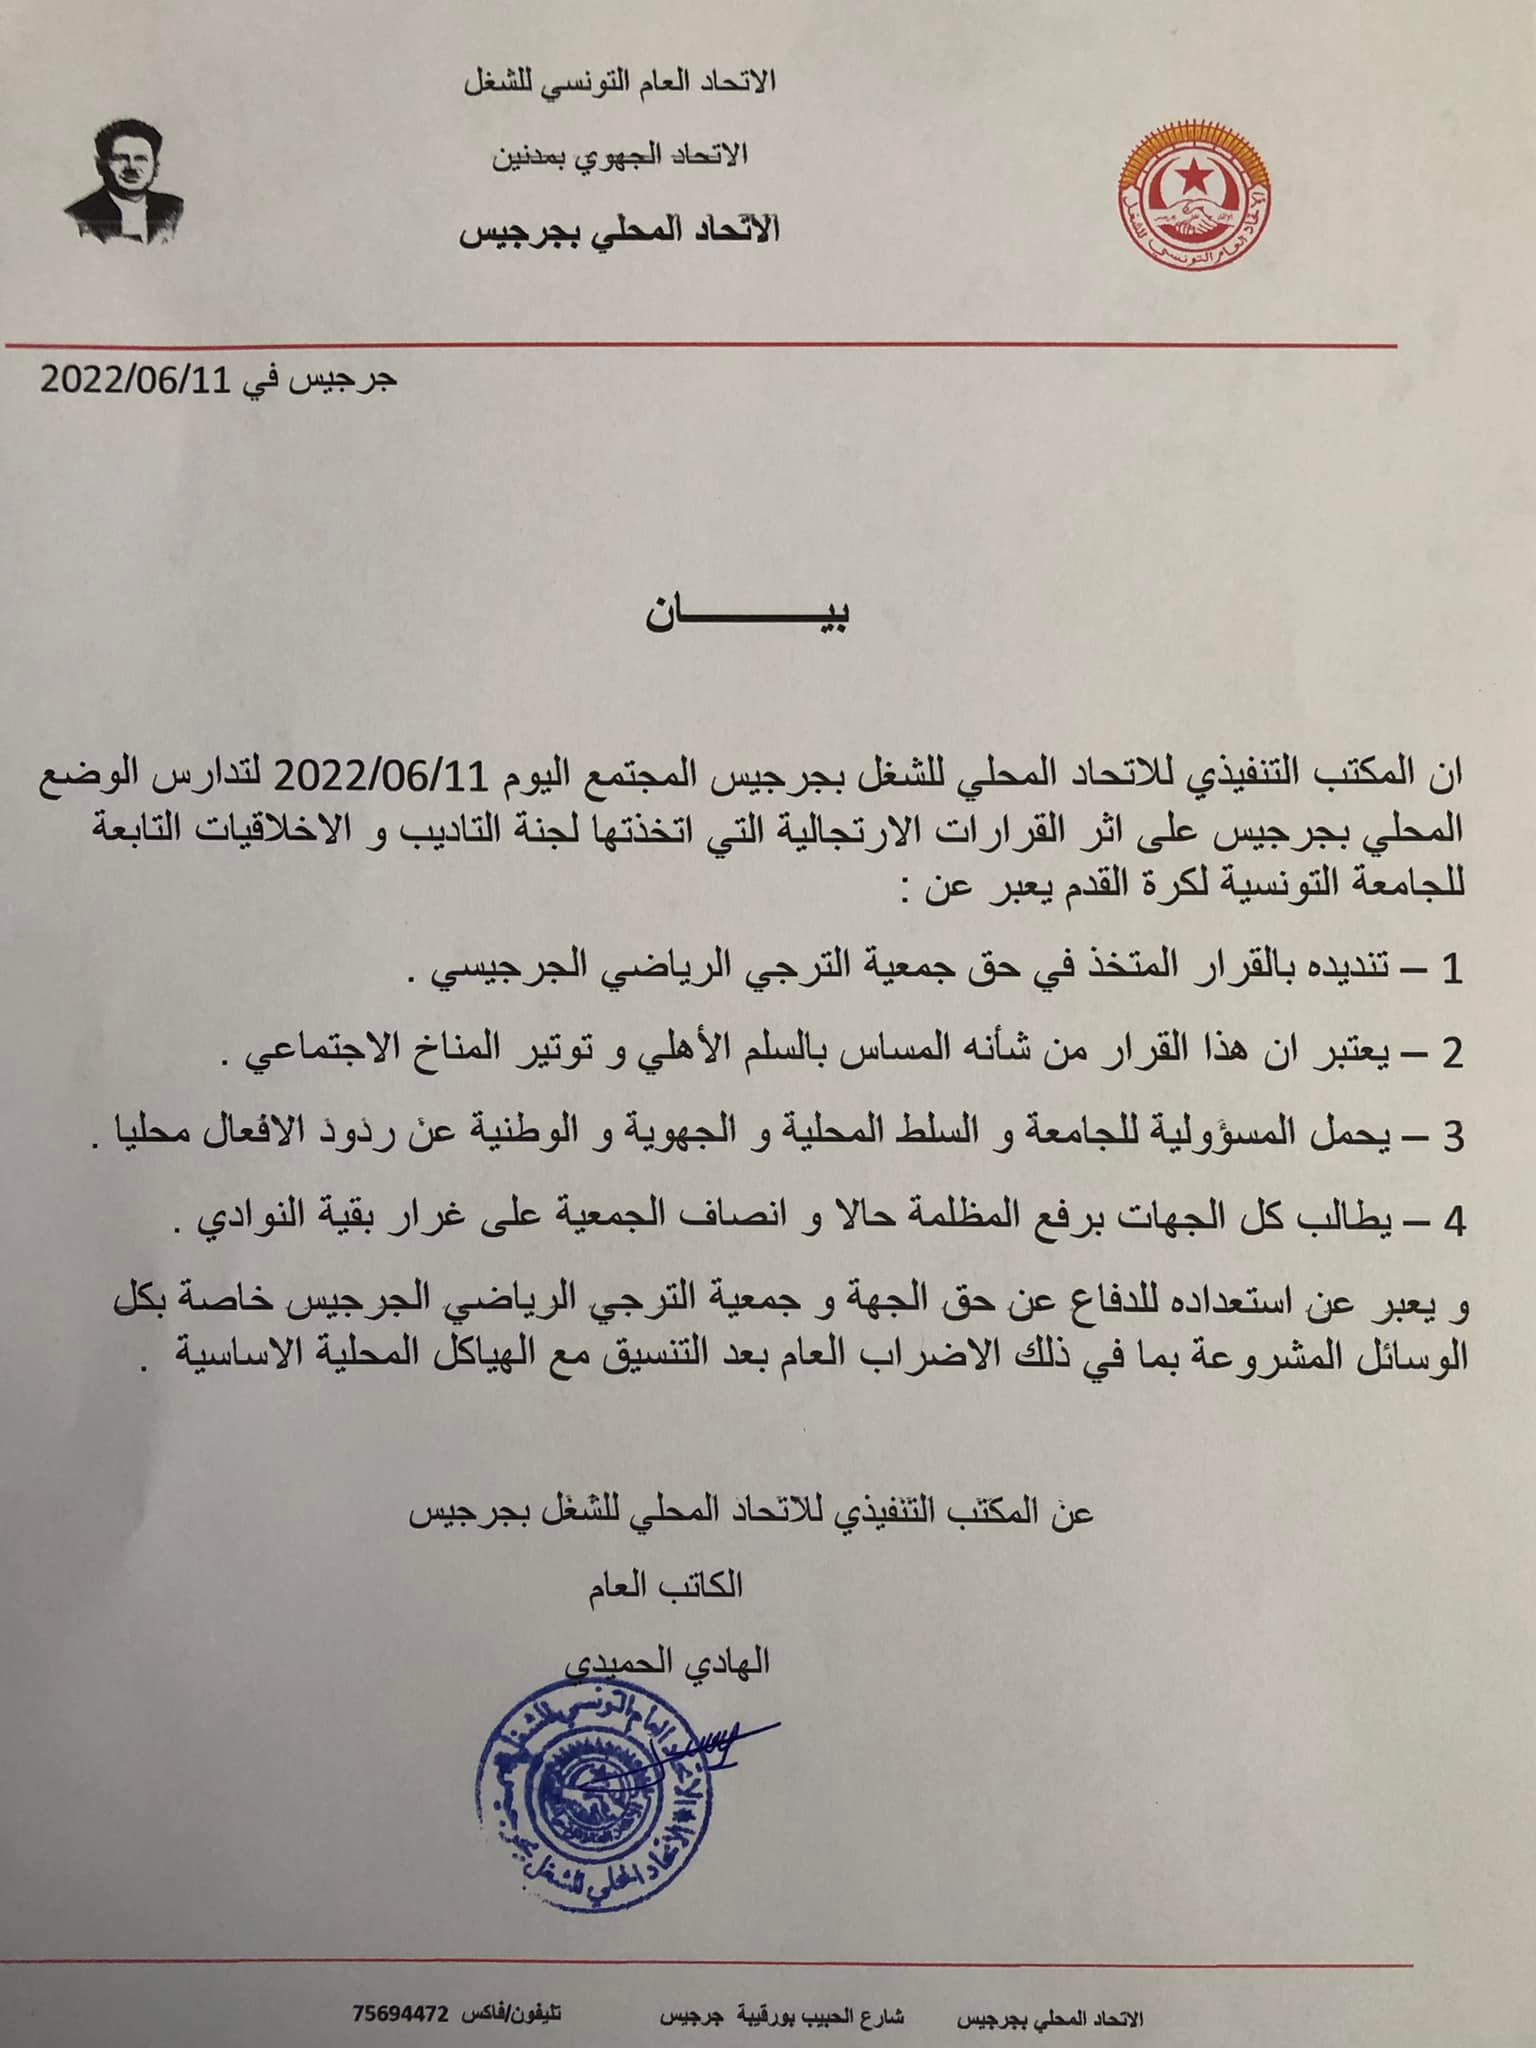 الاتحاد العام التونسي للشغل
الاتحاد الجهوي بمدنين
الاتحاد المحلي بجرجيس
الاتحاد العام التونسي للشغل
جرجيس في 2022/06/11
بيـــــــــــان
ان المكتب التنفيذي للاتحاد المحلي للشغل بجرجيس المجتمع اليوم 2022/06/11 لتدارس الوضع
المحلي بجرجيس على اثر القرارات الارتجالية التي اتخذتها لجنة التاديب و الاخلاقيات التابعة
للجامعة التونسية لكرة القدم يعبر عن :
1 – تنديده بالقرار المتخذ في حق جمعية الترجي الرياضي الجرجيسي .
2 – يعتبر ان هذا القرار من شأنه المساس بالسلم الأهلي و توتير المناخ الاجتماعي .
3 – يحمل المسؤولية للجامعة و السلط المحلية و الجهوية و الوطنية عن ردود الافعال محليا .
4 – يطالب كل الجهات برفع المظلمة حالا و انصاف الجمعية على غرار بقية النوادي .
و يعبر عن استعداده للدفاع عن حق الجهة و جمعية الترجي الرياضي الجرجيس خاصة بكل
الوسائل المشروعة بما في ذلك الاضراب العام بعد التنسيق مع الهياكل المحلية الاساسية .
عن المكتب التنفيذي للاتحاد المحلي للشغل بجرجيس
الكاتب العام
الهادي الحميدي
الاتحاد العام التونسي للشغل
الاتحاد المحلي للشغل بجرجيس
الاتحاد المحلي بجرجيس شارع الحبيب بورقيبة جرجيس تليفون/فاكس 75694472